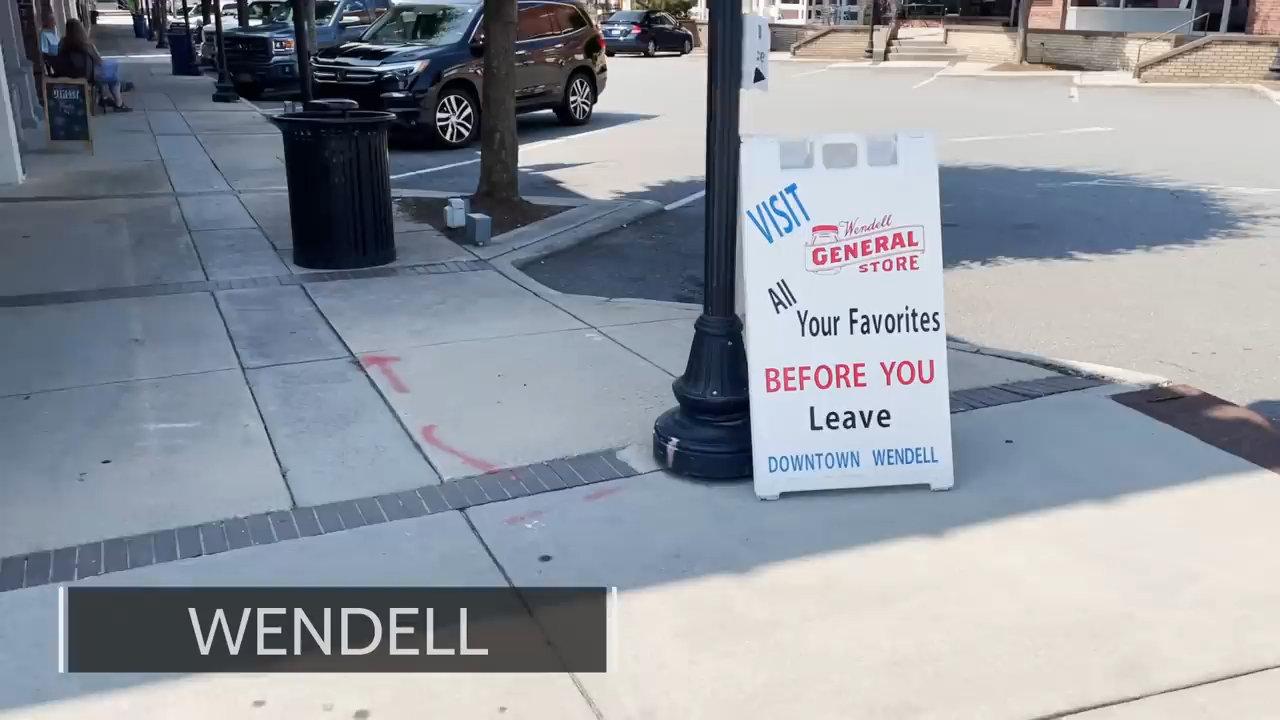 VISIT
Wendell
GENERAL
STORE
All
Your Favorites
BEFORE YOU
Leave
DOWNTOWN WENDELL
WENDELL